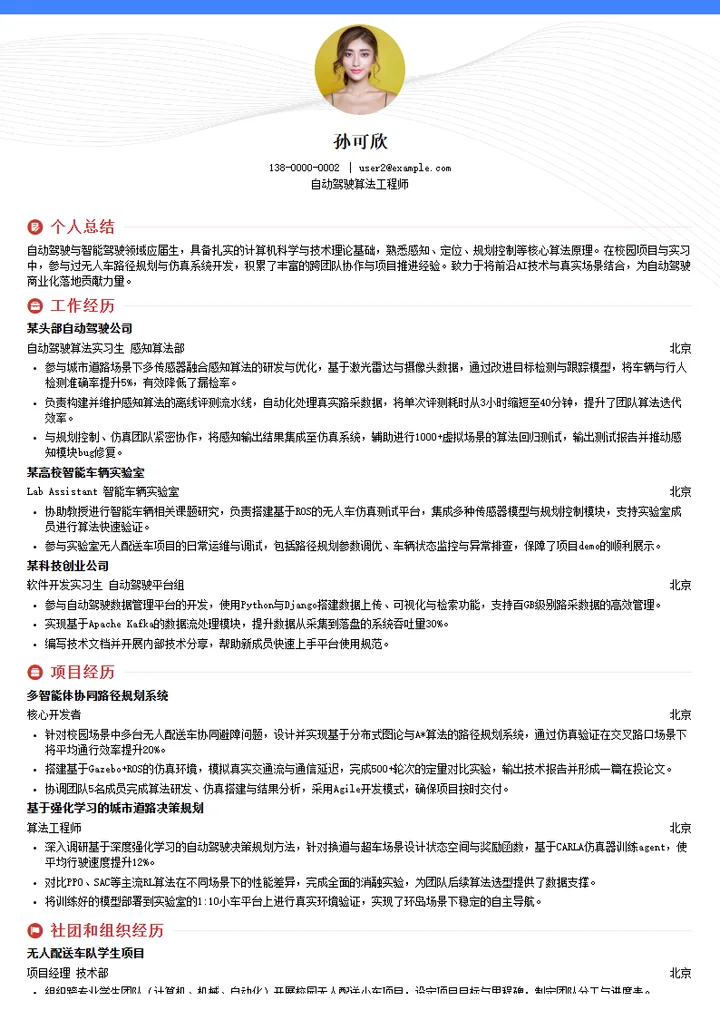 孙可欣
138-0000-0002 | user2@example.com
自动驾驶算法工程师
个人总结
自动驾驶与智能驾驶领域应届生，具备扎实的计算机科学与技术理论基础，熟悉感知、定位、规划控制等核心算法原理。在校园项目与实习
中，参与过无人车路径规划与仿真系统开发，积累了丰富的跨团队协作与项目推进经验。致力于将前沿AI技术与真实场景结合，为自动驾驶
商业化落地贡献力量。
工作经历
某头部自动驾驶公司
自动驾驶算法实习生 感知算法部 北京
• 参与城市道路场景下多传感器融合感知算法的研发与优化，基于激光雷达与摄像头数据，通过改进目标检测与跟踪模型，将车辆与行人
检测准确率提升5%，有效降低了漏检率。
• 负责构建并维护感知算法的离线评测流水线，自动化处理真实路采数据，将单次评测耗时从3小时缩短至40分钟，提升了团队算法迭代
效率。
• 与规划控制、仿真团队紧密协作，将感知输出结果集成至仿真系统，辅助进行1000+虚拟场景的算法回归测试，输出测试报告并推动感
知模块bug修复。
某高校智能车辆实验室
Lab Assistant 智能车辆实验室 北京
• 协助教授进行智能车辆相关课题研究，负责搭建基于ROS的无人车仿真测试平台，集成多种传感器模型与规划控制模块，支持实验室成
员进行算法快速验证。
• 参与实验室无人配送车项目的日常运维与调试，包括路径规划参数调优、车辆状态监控与异常排查，保障了项目demo的顺利展示。
某科技创业公司
软件开发实习生 自动驾驶平台组 北京
• 参与自动驾驶数据管理平台的开发，使用Python与Django搭建数据上传、可视化与检索功能，支持百GB级别路采数据的高效管理。
• 实现基于Apache Kafka的数据流处理模块，提升数据从采集到落盘的系统吞吐量30%。
• 编写技术文档并开展内部技术分享，帮助新成员快速上手平台使用规范。
项目经历
多智能体协同路径规划系统
核心开发者 北京
• 针对校园场景中多台无人配送车协同避障问题，设计并实现基于分布式图论与A*算法的路径规划系统，通过仿真验证在交叉路口场景下
将平均通行效率提升20%。
• 搭建基于Gazebo+ROS的仿真环境，模拟真实交通流与通信延迟，完成500+轮次的定量对比实验，输出技术报告并形成一篇在投论文。
• 协调团队5名成员完成算法研发、仿真搭建与结果分析，采用Agile开发模式，确保项目按时交付。
基于强化学习的城市道路决策规划
算法工程师 北京
• 深入调研基于深度强化学习的自动驾驶决策规划方法，针对换道与超车场景设计状态空间与奖励函数，基于CARLA仿真器训练agent，使
平均行驶速度提升12%。
• 对比PPO、SAC等主流RL算法在不同场景下的性能差异，完成全面的消融实验，为团队后续算法选型提供了数据支撑。
• 将训练好的模型部署到实验室的1:10小车平台上进行真实环境验证，实现了环岛场景下稳定的自主导航。
社团和组织经历
无人配送车队学生项目
项目经理 技术部 北京
• 组织跨专业学生团队（计算机、机械、自动化）开展校园无人配送小车项目，设定项目目标与里程碑，制定团队分工与进度表。